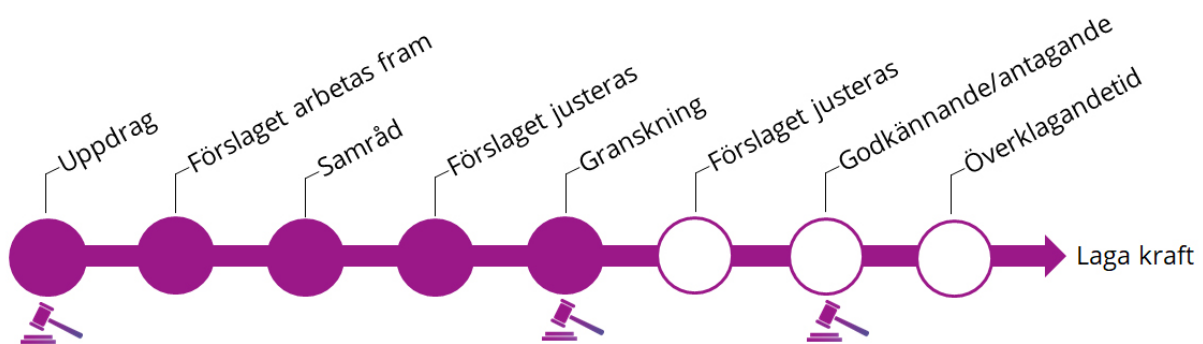 Uppdrag
Förslaget arbetas fram
Samråd
Förslaget justeras
Granskning
Förslaget justeras
Godkännande/antagande
Överklagandetid
Laga kraft